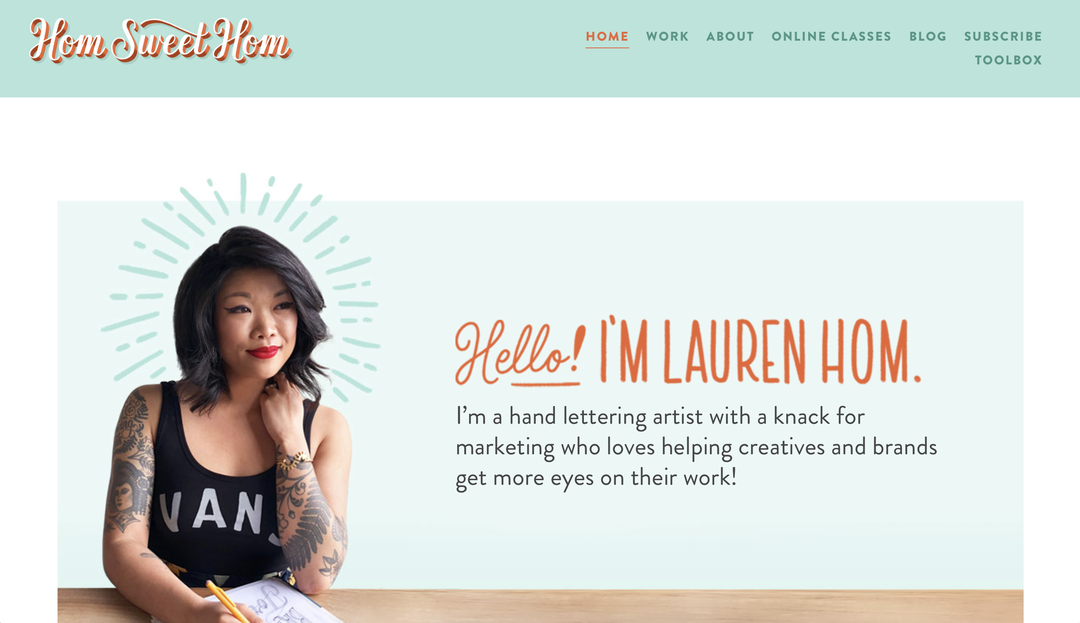 Hom Sweet Hom
HOME WORK ABOUT ONLINE CLASSES BLOG SUBSCRIBE
TOOLBOX
Hello! I'M LAUREN HOM.
I'm a hand lettering artist with a knack for
marketing who loves helping creatives and brands
get more eyes on their work!
VANS